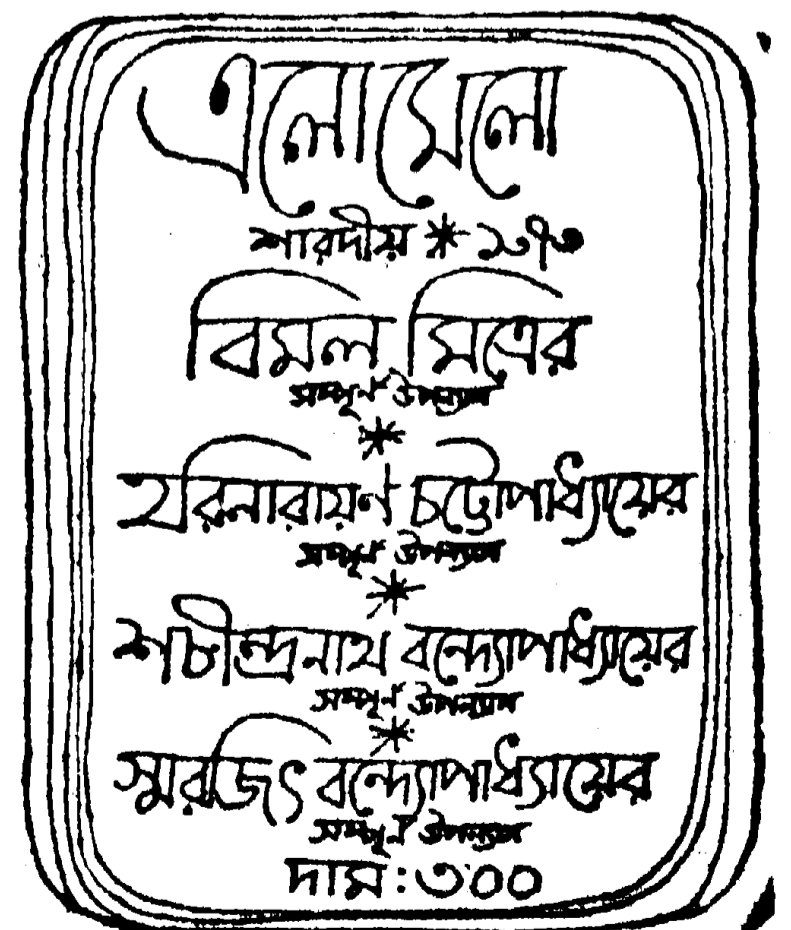 এলোমেলো
শারদীয় * ১৩৭৩
বিমল মিত্রের
সম্পূর্ণ উপন্যাস
*
হরিনারায়ণ চট্টোপাধ্যায়ের
সম্পূর্ণ উপন্যাস
*
শচীন্দ্রনাথ বন্দ্যোপাধ্যায়ের
সম্পূর্ণ উপন্যাস
*
স্মরজিৎ বন্দ্যোপাধ্যায়ের
সম্পূর্ণ উপন্যাস
দাম : ৩'০০